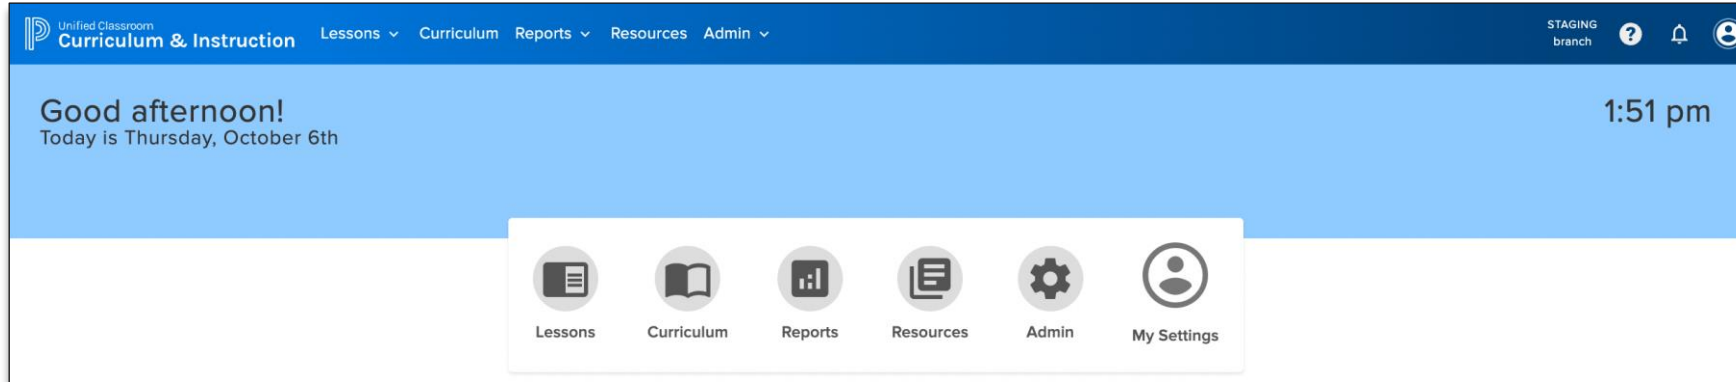 Unified Classroom
Curriculum & Instruction
Lessons
Curriculum
Reports
Resources
Admin
STAGING
branch
?
Good afternoon!
1:51 pm
Today is Thursday, October 6th
Lessons
Curriculum
Reports
Resources
Admin
My Settings